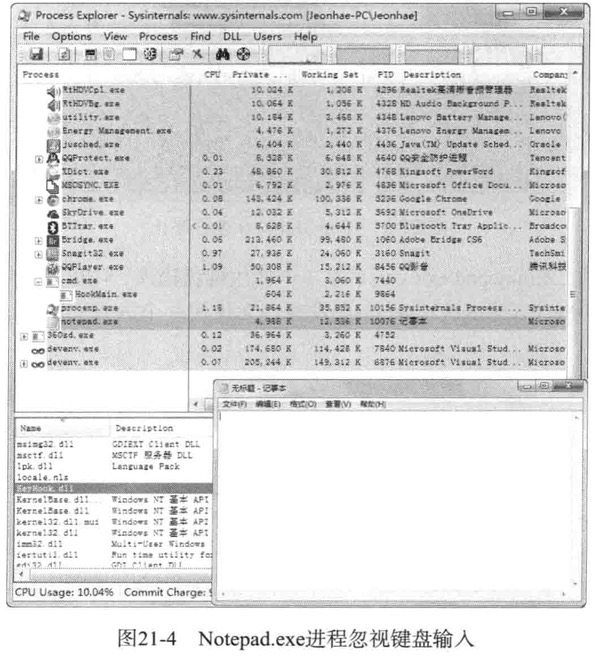 Process Explorer - Sysinternals: www.sysinternals.com [Jeonhae-PC\Jeonhae]
File Options View Process Find DLL Users Help
Process CPU Private ... Working Set PID Description Company
RtHDVCpl.exe 10,024 K 1,208 K 4296 Realtek高清晰音频管理器 Realtek
RtHDVBg.exe 10,064 K 1,056 K 4328 HD Audio Background P... Realtek
utility.exe 10,184 K 2,468 K 4348 Lenovo Battery Manage... Lenovo(
Energy Management.exe 4,476 K 1,272 K 4376 Lenovo Energy Managem... Lenovo
jusched.exe 6,404 K 2,440 K 4436 Java(TM) Update Sched... Oracle
QQProtect.exe 0.01 8,528 K 6,648 K 4640 QQ安全防护进程 Tencent
XDict.exe 0.23 48,860 K 30,812 K 4768 Kingsoft PowerWord Kingsof
MSOSYNC.EXE 0.01 6,792 K 2,976 K 4836 Microsoft Office Docu... Microso
chrome.exe 0.08 143,424 K 100,336 K 5236 Google Chrome Google
SkyDrive.exe 0.04 12,032 K 5,312 K 5692 Microsoft OneDrive Microso
BTTray.exe < 0.01 8,628 K 4,644 K 5700 Bluetooth Tray Applic... Broadco
Bridge.exe 0.06 213,460 K 99,480 K 1060 Adobe Bridge CS6 Adobe S
Snagit32.exe 0.97 27,936 K 24,060 K 3160 Snagit TechSmi
QQPlayer.exe 1.09 50,308 K 15,212 K 8456 QQ影音 腾讯科技
cmd.exe 1,964 K 3,060 K 7440
HookMain.exe 604 K 2,216 K 9864
procexp.exe 1.18 21,864 K 35,852 K 10156 Sysinternals Process ... Sysinte
notepad.exe 4,988 K 12,536 K 10076 记事本 Microso
360sd.exe 0.12 36,964 K 3,260 K 4752
devenv.exe 0.02 174,680 K 114,428 K 7840 Microsoft Visual Stud... Microso
devenv.exe 0.07 205,244 K 149,312 K 6876 Microsoft Visual Stud... Microso
无标题 - 记事本
文件(F) 编辑(E) 格式(O) 查看(V) 帮助(H)
Name Description
msimg32.dll GDIEXT Client DLL
msctf.dll MSCTF 服务器 DLL
lpk.dll Language Pack
locale.nls
KeyHook.dll
KernelBase.dll... Windows NT 基本 API
KernelBase.dll Windows NT 基本 API
kernel32.dll.mui Windows NT 基本 API
kernel32.dll Windows NT 基本 API
imm32.dll Multi-User Windows
iertutil.dll Run time utility for
gdi32.dll GDI Client DLL
CPU Usage: 10.04% Commit Charge:
图21-4 Notepad.exe进程忽视键盘输入